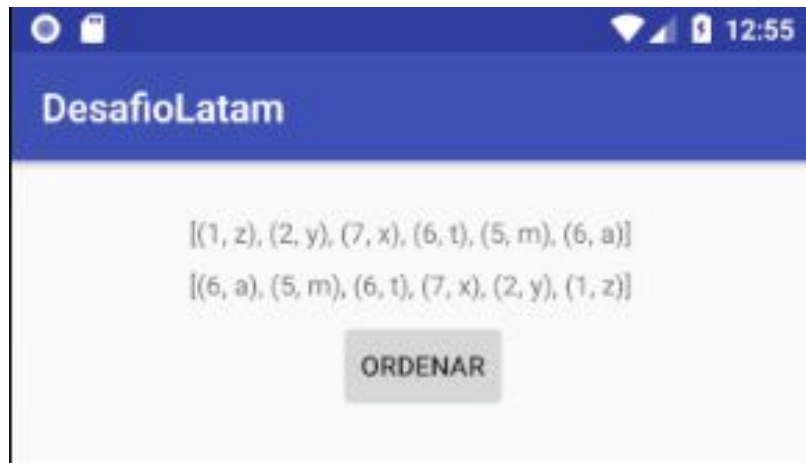 12:55
DesafioLatam
[(1, z), (2, y), (7, x), (6, t), (5, m), (6, a)]
[(6, a), (5, m), (6, t), (7, x), (2, y), (1, z)]
ORDENAR